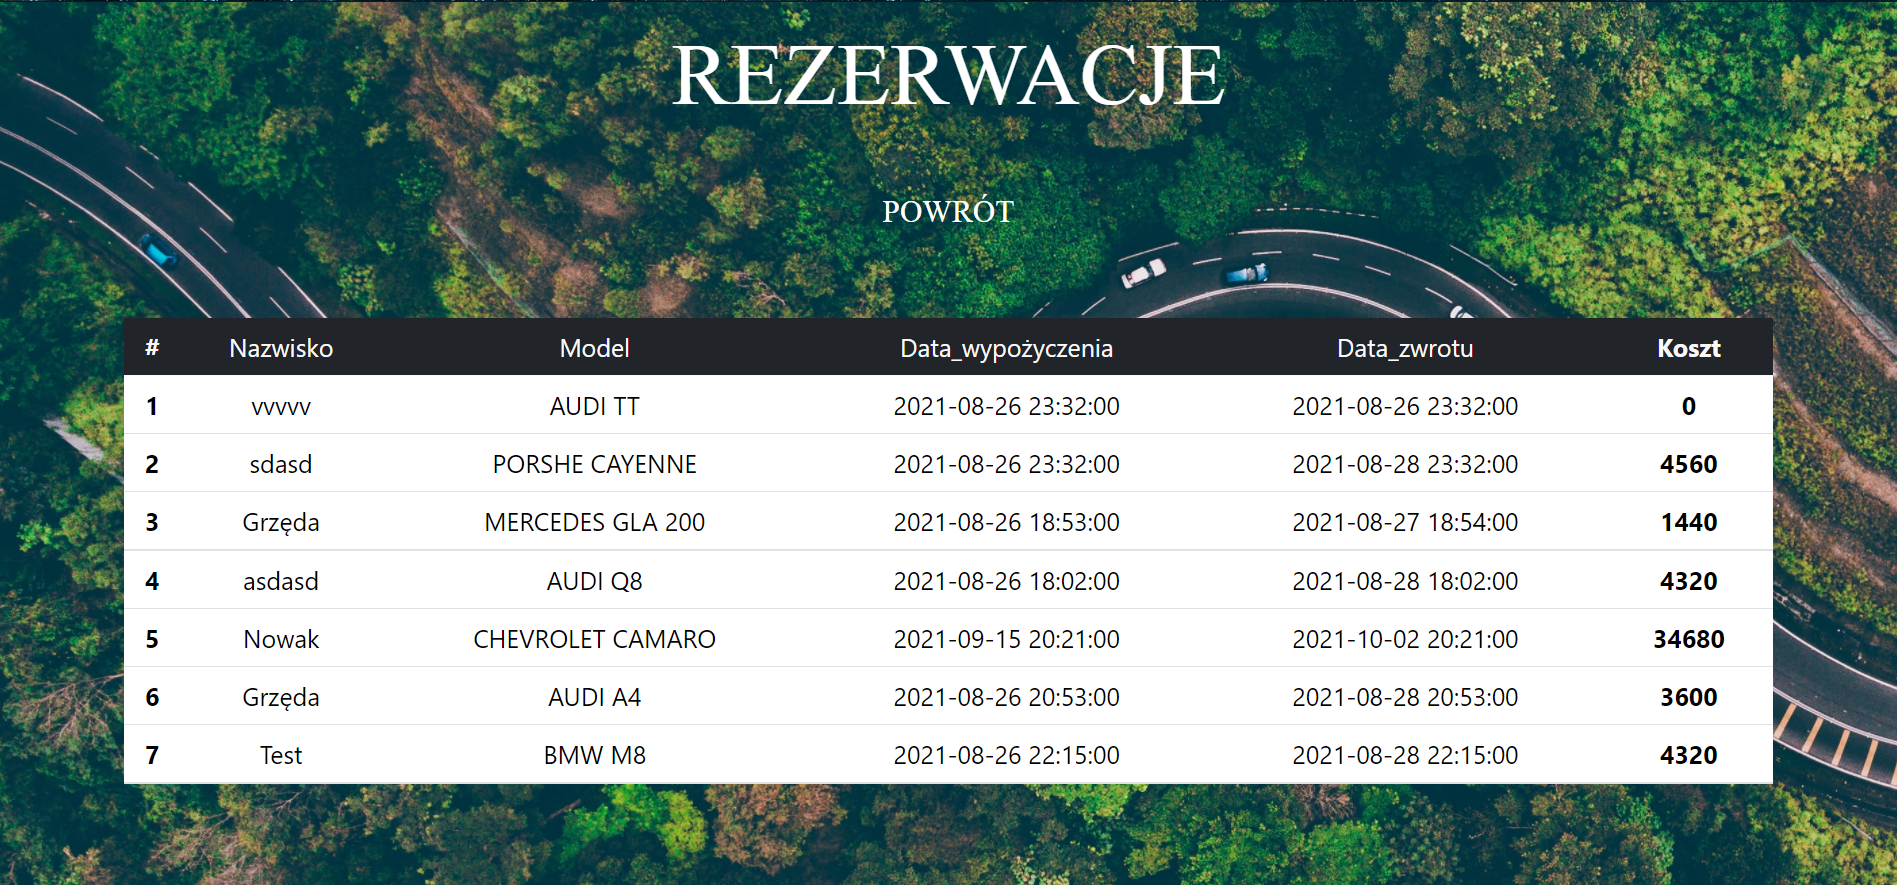 REZERWACJE
POWRÓT
# Nazwisko Model Data_wypożyczenia Data_zwrotu Koszt
1 vvvvv AUDI TT 2021-08-26 23:32:00 2021-08-26 23:32:00 0
2 sdasd PORSHE CAYENNE 2021-08-26 23:32:00 2021-08-28 23:32:00 4560
3 Grzęda MERCEDES GLA 200 2021-08-26 18:53:00 2021-08-27 18:54:00 1440
4 asdasd AUDI Q8 2021-08-26 18:02:00 2021-08-28 18:02:00 4320
5 Nowak CHEVROLET CAMARO 2021-09-15 20:21:00 2021-10-02 20:21:00 34680
6 Grzęda AUDI A4 2021-08-26 20:53:00 2021-08-28 20:53:00 3600
7 Test BMW M8 2021-08-26 22:15:00 2021-08-28 22:15:00 4320